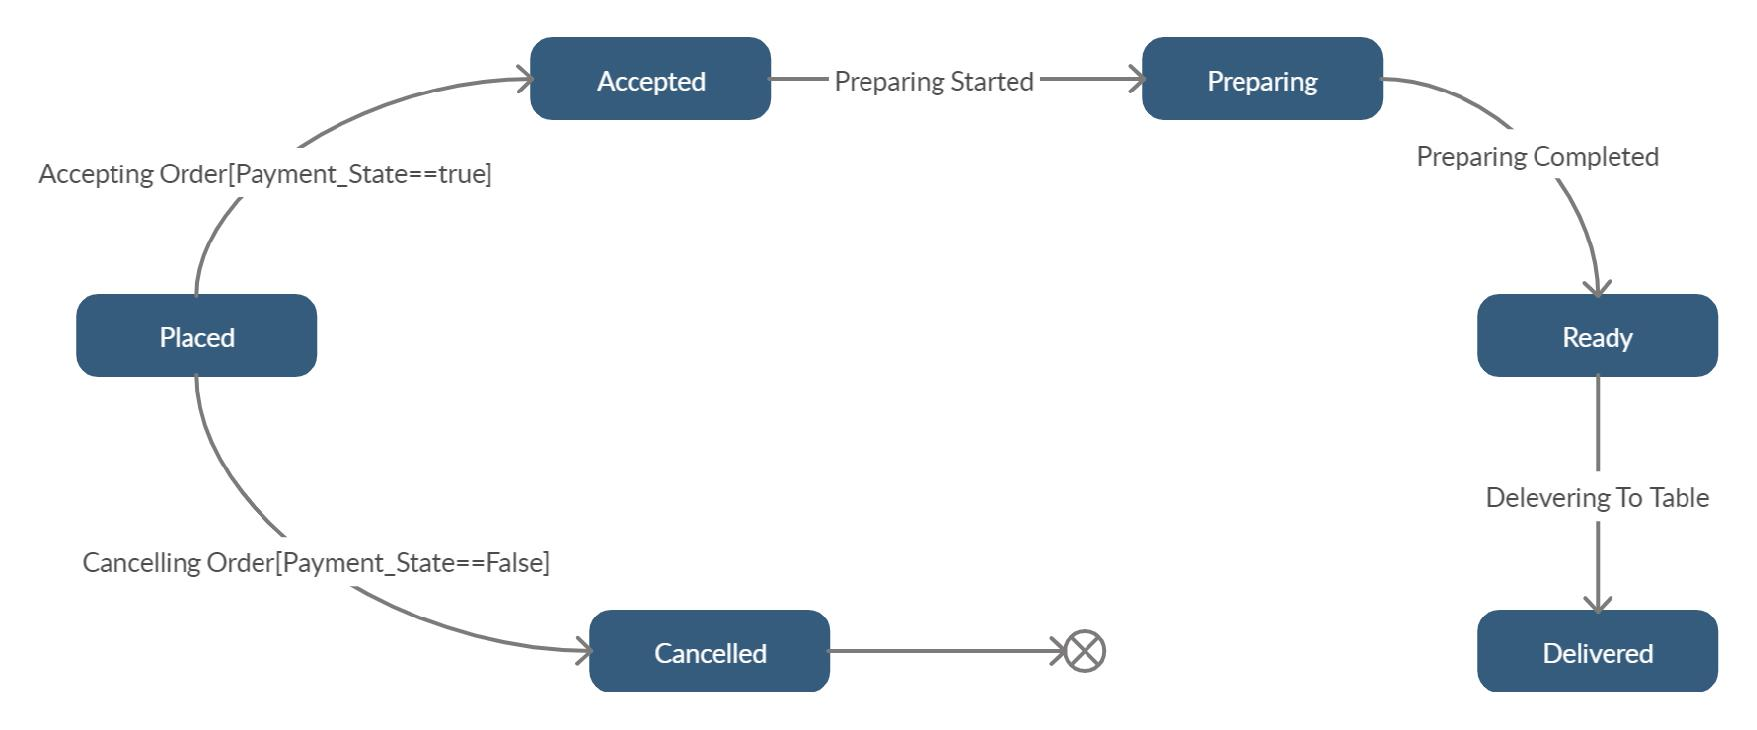 Accepted
Preparing Started
Preparing
Accepting Order[Payment_State==true]
Preparing Completed
Placed
Ready
Delevering To Table
Cancelling Order[Payment_State==False]
Cancelled
Delivered